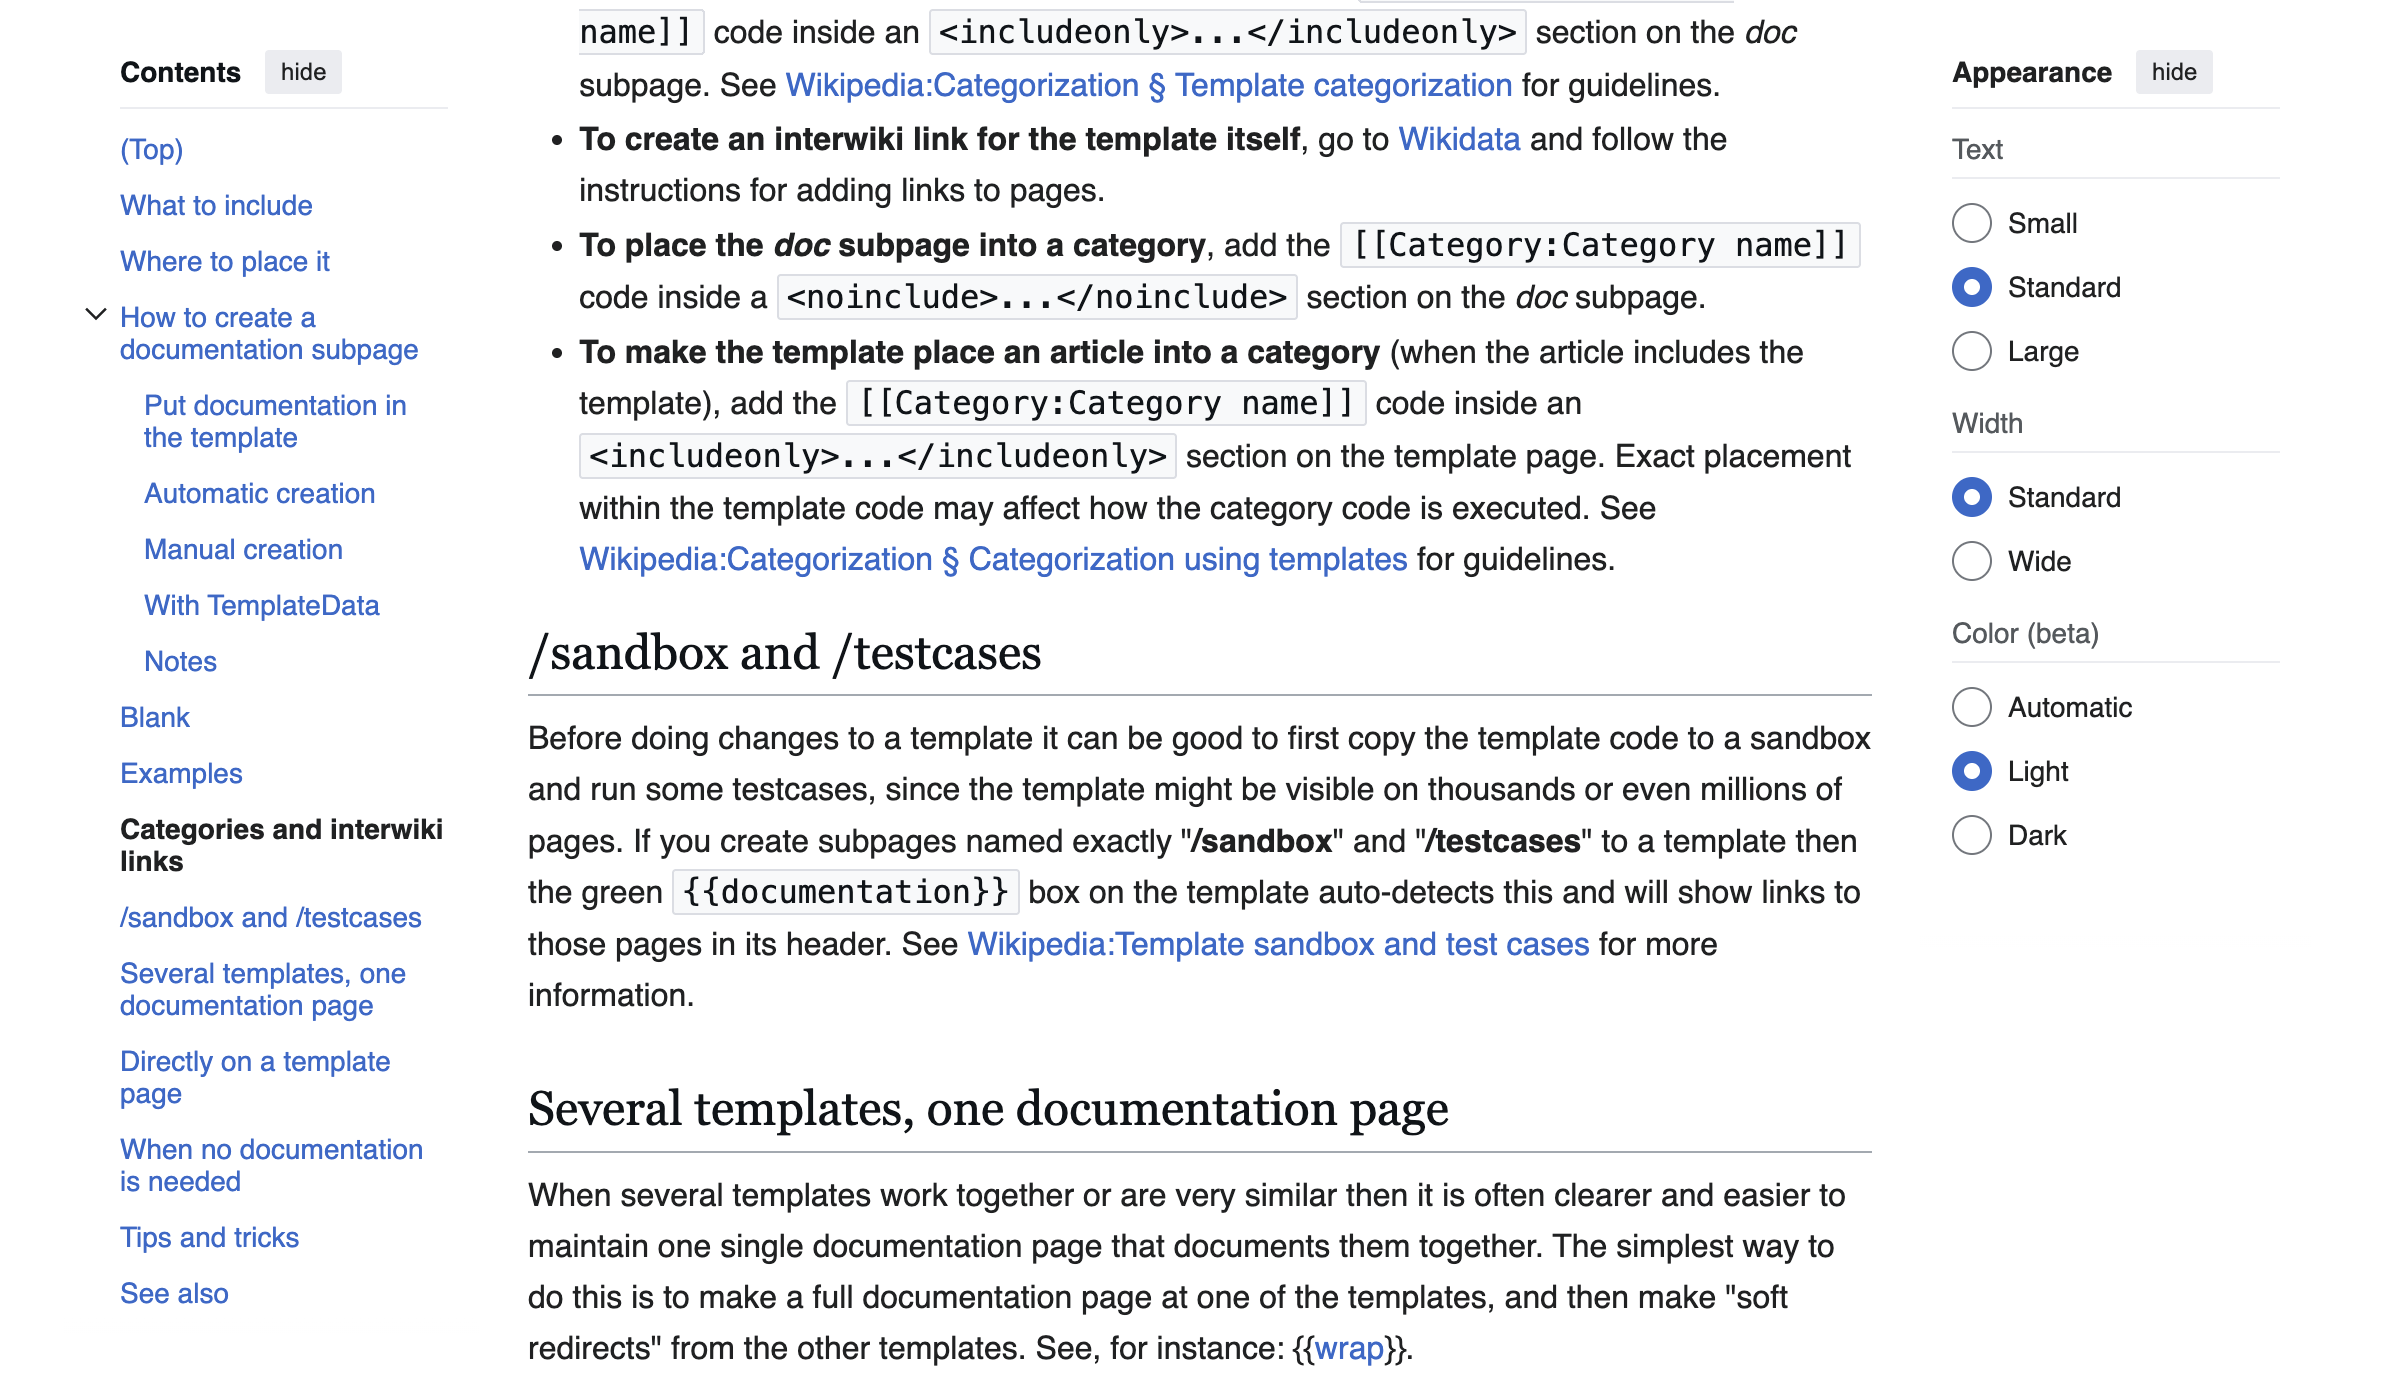 Contents hide
(Top)
What to include
Where to place it
How to create a
documentation subpage
Put documentation in
the template
Automatic creation
Manual creation
With TemplateData
Notes
Blank
Examples
Categories and interwiki
links
/sandbox and /testcases
Several templates, one
documentation page
Directly on a template
page
When no documentation
is needed
Tips and tricks
See also
name]] code inside an <includeonly>...</includeonly> section on the doc
subpage. See Wikipedia:Categorization § Template categorization for guidelines.
• To create an interwiki link for the template itself, go to Wikidata and follow the
instructions for adding links to pages.
• To place the doc subpage into a category, add the [[Category:Category name]]
code inside a <noinclude>...</noinclude> section on the doc subpage.
• To make the template place an article into a category (when the article includes the
template), add the [[Category:Category name]] code inside an
<includeonly>...</includeonly> section on the template page. Exact placement
within the template code may affect how the category code is executed. See
Wikipedia:Categorization § Categorization using templates for guidelines.
/sandbox and /testcases
Before doing changes to a template it can be good to first copy the template code to a sandbox
and run some testcases, since the template might be visible on thousands or even millions of
pages. If you create subpages named exactly "/sandbox" and "/testcases" to a template then
the green {{documentation}} box on the template auto-detects this and will show links to
those pages in its header. See Wikipedia:Template sandbox and test cases for more
information.
Several templates, one documentation page
When several templates work together or are very similar then it is often clearer and easier to
maintain one single documentation page that documents them together. The simplest way to
do this is to make a full documentation page at one of the templates, and then make "soft
redirects" from the other templates. See, for instance: {{wrap}}.
Appearance hide
Text
Small
Standard
Large
Width
Standard
Wide
Color (beta)
Automatic
Light
Dark